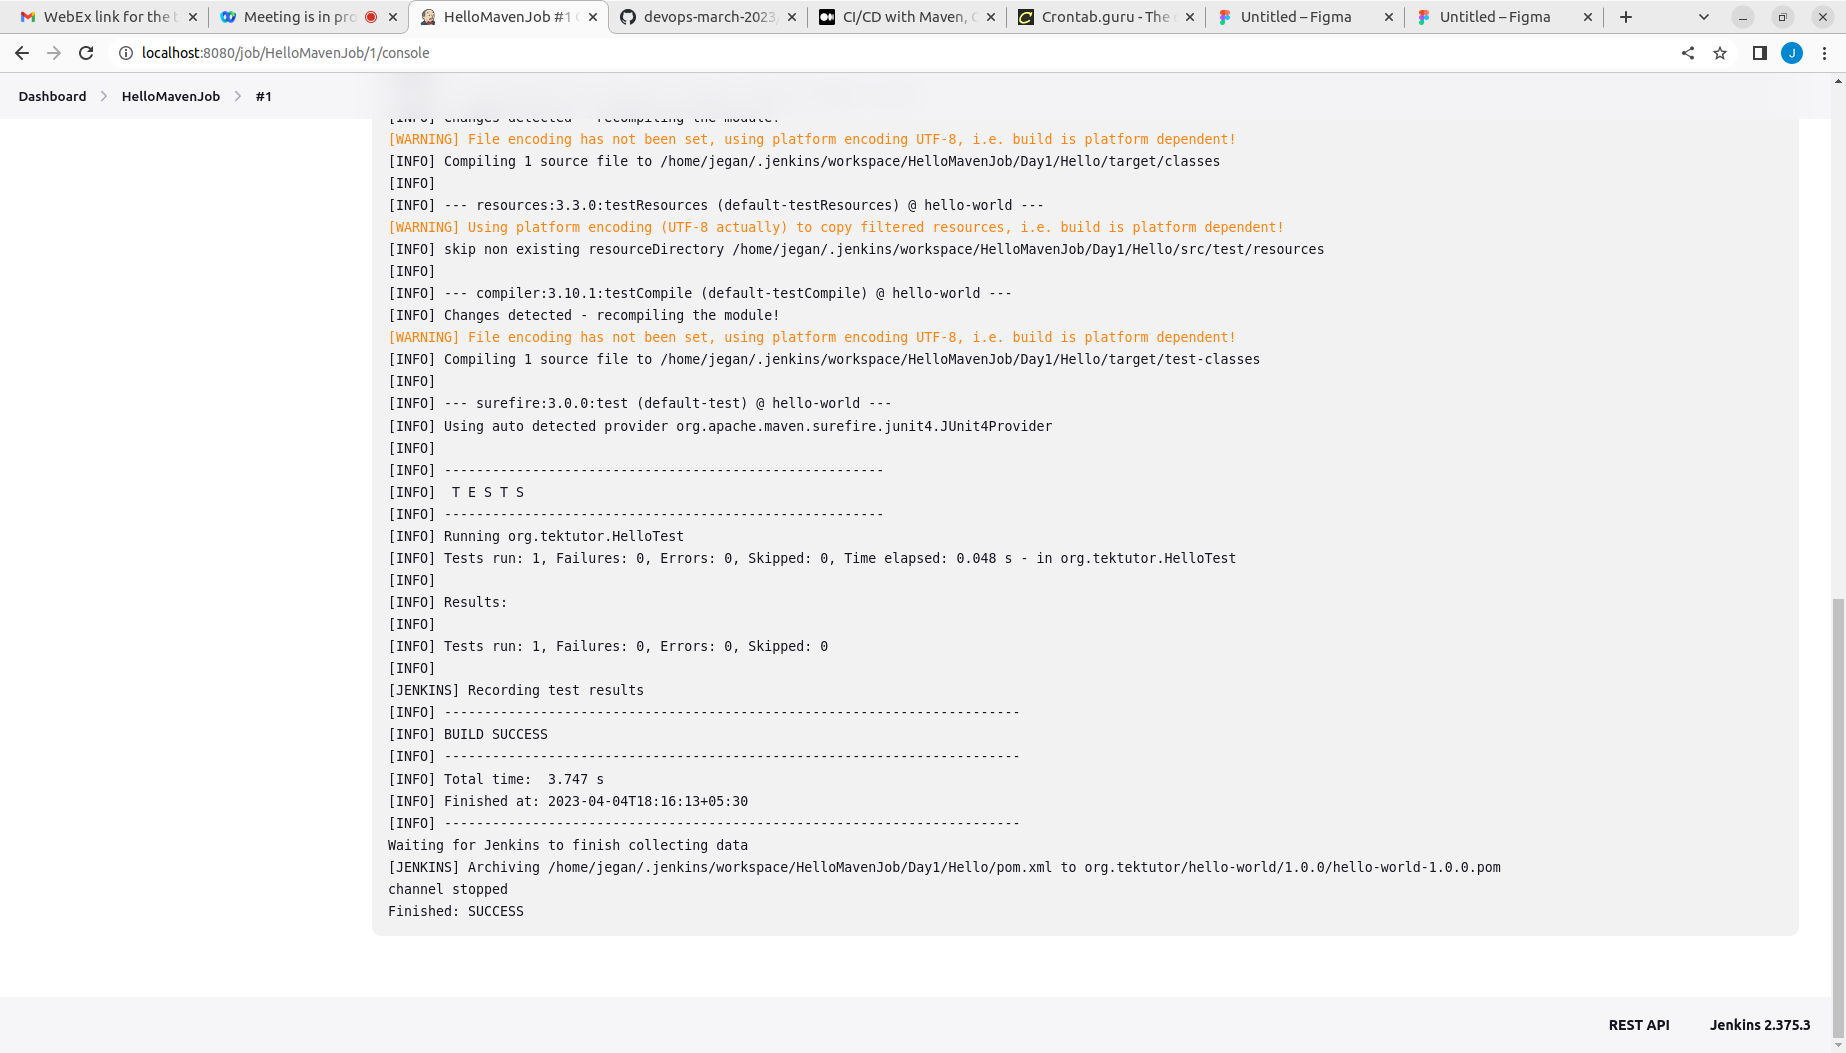 WebEx link for the t
Meeting is in pro
HelloMavenJob #1 C
devops-march-2023/
CI/CD with Maven, C
Crontab.guru - The c
Untitled – Figma
Untitled – Figma
localhost:8080/job/HelloMavenJob/1/console
J
Dashboard
HelloMavenJob
#1
[INFO] Changes detected - recompiling the module!
[WARNING] File encoding has not been set, using platform encoding UTF-8, i.e. build is platform dependent!
[INFO] Compiling 1 source file to /home/jegan/.jenkins/workspace/HelloMavenJob/Day1/Hello/target/classes
[INFO]
[INFO] --- resources:3.3.0:testResources (default-testResources) @ hello-world ---
[WARNING] Using platform encoding (UTF-8 actually) to copy filtered resources, i.e. build is platform dependent!
[INFO] skip non existing resourceDirectory /home/jegan/.jenkins/workspace/HelloMavenJob/Day1/Hello/src/test/resources
[INFO]
[INFO] --- compiler:3.10.1:testCompile (default-testCompile) @ hello-world ---
[INFO] Changes detected - recompiling the module!
[WARNING] File encoding has not been set, using platform encoding UTF-8, i.e. build is platform dependent!
[INFO] Compiling 1 source file to /home/jegan/.jenkins/workspace/HelloMavenJob/Day1/Hello/target/test-classes
[INFO]
[INFO] --- surefire:3.0.0:test (default-test) @ hello-world ---
[INFO] Using auto detected provider org.apache.maven.surefire.junit4.JUnit4Provider
[INFO]
[INFO] -------------------------------------------------------
[INFO]  T E S T S
[INFO] -------------------------------------------------------
[INFO] Running org.tektutor.HelloTest
[INFO] Tests run: 1, Failures: 0, Errors: 0, Skipped: 0, Time elapsed: 0.048 s - in org.tektutor.HelloTest
[INFO]
[INFO] Results:
[INFO]
[INFO] Tests run: 1, Failures: 0, Errors: 0, Skipped: 0
[INFO]
[JENKINS] Recording test results
[INFO] ------------------------------------------------------------------------
[INFO] BUILD SUCCESS
[INFO] ------------------------------------------------------------------------
[INFO] Total time:  3.747 s
[INFO] Finished at: 2023-04-04T18:16:13+05:30
[INFO] ------------------------------------------------------------------------
Waiting for Jenkins to finish collecting data
[JENKINS] Archiving /home/jegan/.jenkins/workspace/HelloMavenJob/Day1/Hello/pom.xml to org.tektutor/hello-world/1.0.0/hello-world-1.0.0.pom
channel stopped
Finished: SUCCESS
REST API
Jenkins 2.375.3